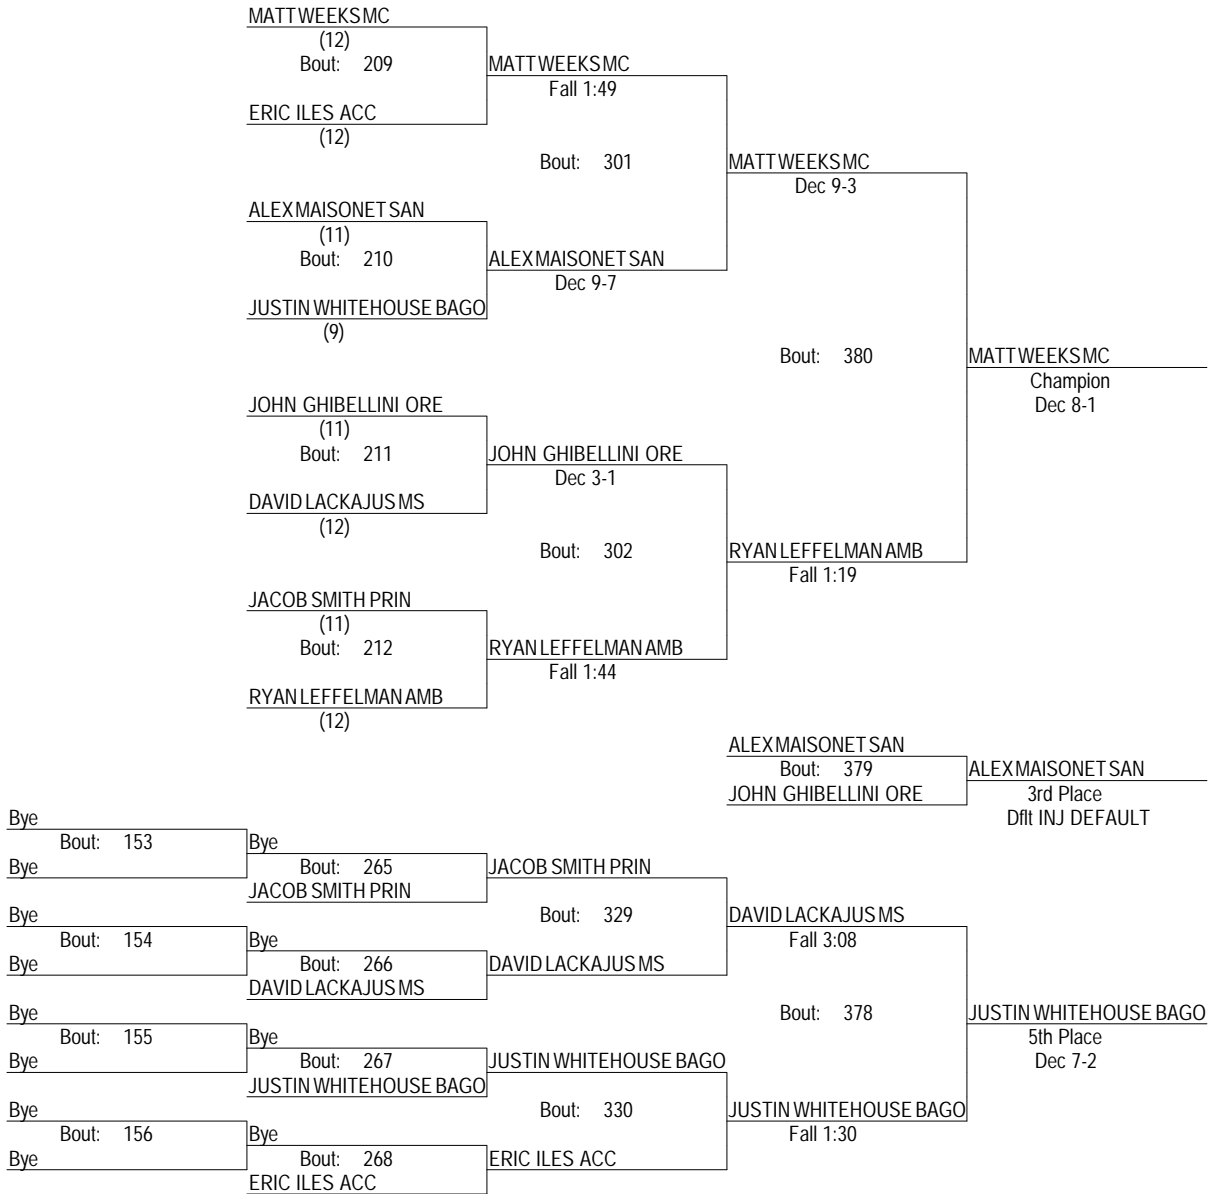 MATT WEEKS MC
(12)
Bout: 209 MATT WEEKS MC
Fall 1:49
ERIC ILES ACC
(12)
Bout: 301 MATT WEEKS MC
Dec 9-3
ALEX MAISONET SAN
(11)
Bout: 210 ALEX MAISONET SAN
Dec 9-7
JUSTIN WHITEHOUSE BAGO
(9)
Bout: 380 MATT WEEKS MC
Champion
Dec 8-1
JOHN GHIBELLINI ORE
(11)
Bout: 211 JOHN GHIBELLINI ORE
Dec 3-1
DAVID LACKAJUS MS
(12)
Bout: 302 RYAN LEFFELMAN AMB
Fall 1:19
JACOB SMITH PRIN
(11)
Bout: 212 RYAN LEFFELMAN AMB
Fall 1:44
RYAN LEFFELMAN AMB
(12)
ALEX MAISONET SAN
Bout: 379 ALEX MAISONET SAN
JOHN GHIBELLINI ORE 3rd Place
Dflt INJ DEFAULT
Bye
Bout: 153 Bye
Bye Bout: 265 JACOB SMITH PRIN
JACOB SMITH PRIN
Bye Bout: 329 DAVID LACKAJUS MS
Bout: 154 Bye Fall 3:08
Bye Bout: 266 DAVID LACKAJUS MS
DAVID LACKAJUS MS
Bye Bout: 378 JUSTIN WHITEHOUSE BAGO
Bout: 155 Bye 5th Place
Bye Bout: 267 JUSTIN WHITEHOUSE BAGO Dec 7-2
JUSTIN WHITEHOUSE BAGO
Bye Bout: 330 JUSTIN WHITEHOUSE BAGO
Bout: 156 Bye Fall 1:30
Bye Bout: 268 ERIC ILES ACC
ERIC ILES ACC